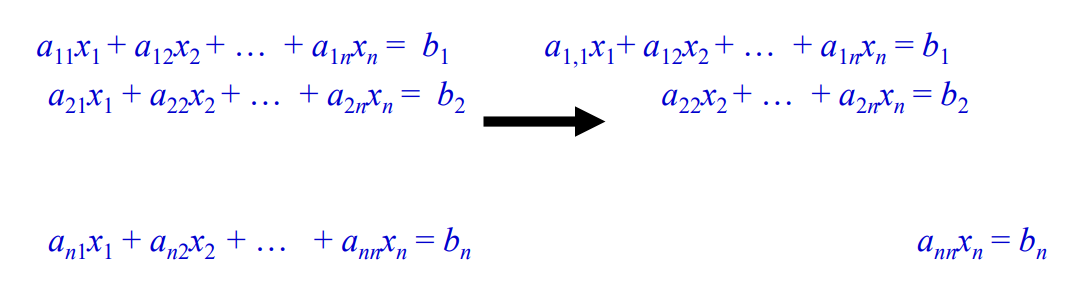 a₁₁x₁ + a₁₂x₂ + … + a₁ₙxₙ = b₁
a₂₁x₁ + a₂₂x₂ + … + a₂ₙxₙ = b₂
aₙ₁x₁ + aₙ₂x₂ + … + aₙₙxₙ = bₙ
a₁,₁x₁ + a₁₂x₂ + … + a₁ₙxₙ = b₁
a₂₂x₂ + … + a₂ₙxₙ = b₂
aₙₙxₙ = bₙ